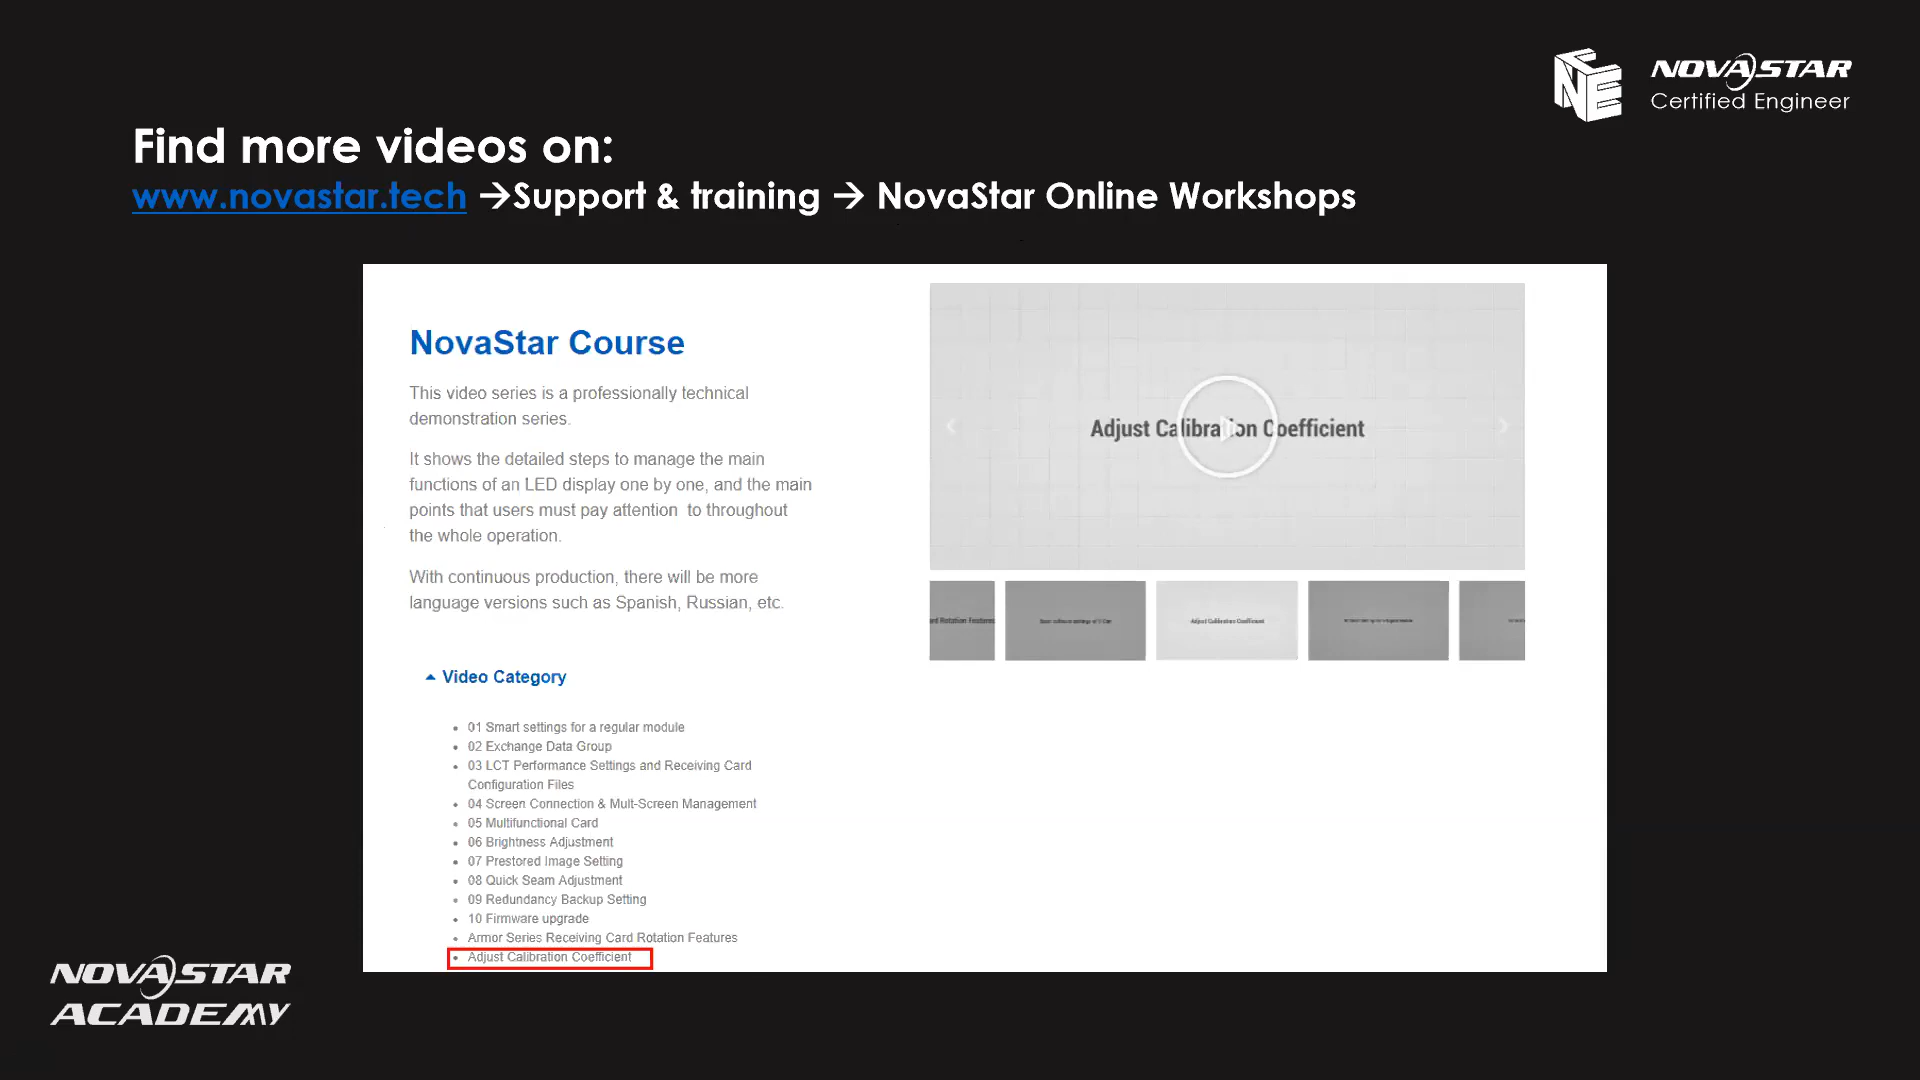 NE
NOVASTAR
Certified Engineer
Find more videos on:
www.novastar.tech →Support & training → NovaStar Online Workshops
NovaStar Course
This video series is a professionally technical
demonstration series.
It shows the detailed steps to manage the main
functions of an LED display one by one, and the main
points that users must pay attention  to throughout
the whole operation.
With continuous production, there will be more
language versions such as Spanish, Russian, etc.
Video Category
01 Smart settings for a regular module
02 Exchange Data Group
03 LCT Performance Settings and Receiving Card
Configuration Files
04 Screen Connection & Mult-Screen Management
05 Multifunctional Card
06 Brightness Adjustment
07 Prestored Image Setting
08 Quick Seam Adjustment
09 Redundancy Backup Setting
10 Firmware upgrade
Armor Series Receiving Card Rotation Features
Adjust Calibration Coefficient
Adjust Calibration Coefficient
Rotation Features
Adjust Calibration Coefficient
NOVASTAR
ACADEMY